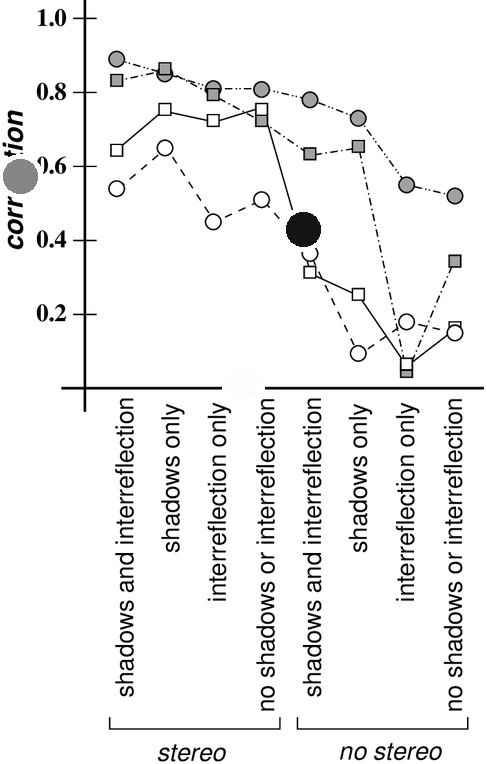 1.0
0.8
0.6
0.4
0.2
shadows and interreflection
shadows only
interreflection only
no shadows or interreflection
shadows and interreflection
shadows only
interreflection only
no shadows or interreflection
stereo
no stereo